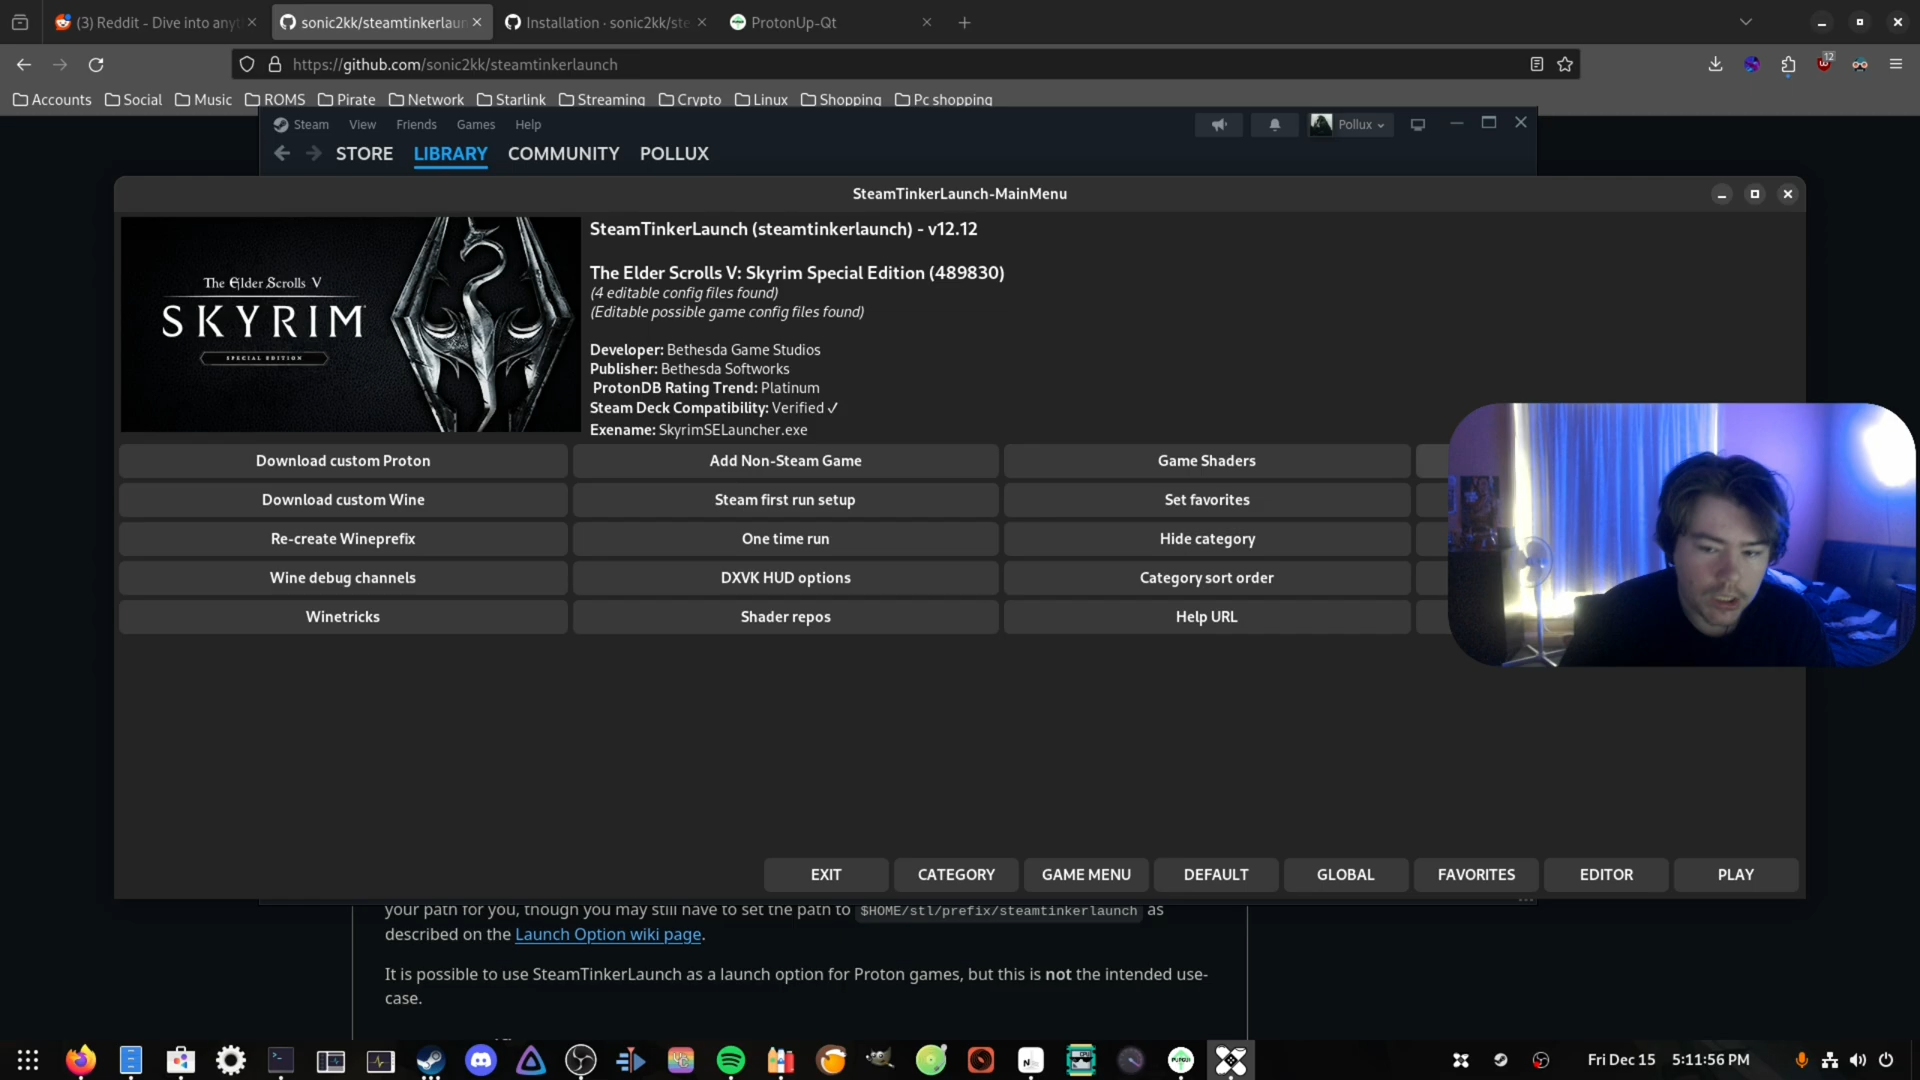 (3) Reddit - Dive into anyt
sonic2kk/steamtinkerlaun
Installation · sonic2kk/ste
ProtonUp-Qt
https://github.com/sonic2kk/steamtinkerlaunch
12
Accounts
Social
Music
ROMS
Pirate
Network
Starlink
Streaming
Crypto
Linux
Shopping
Pc shopping
Steam
View
Friends
Games
Help
Pollux
STORE
LIBRARY
COMMUNITY
POLLUX
SteamTinkerLaunch-MainMenu
The Elder Scrolls V
SKYRIM
SPECIAL EDITION
SteamTinkerLaunch (steamtinkerlaunch) - v12.12
The Elder Scrolls V: Skyrim Special Edition (489830)
(4 editable config files found)
(Editable possible game config files found)
Developer: Bethesda Game Studios
Publisher: Bethesda Softworks
ProtonDB Rating Trend: Platinum
Steam Deck Compatibility: Verified ✓
Exename: SkyrimSELauncher.exe
Download custom Proton
Add Non-Steam Game
Game Shaders
Download custom Wine
Steam first run setup
Set favorites
Re-create Wineprefix
One time run
Hide category
Wine debug channels
DXVK HUD options
Category sort order
Winetricks
Shader repos
Help URL
EXIT
CATEGORY
GAME MENU
DEFAULT
GLOBAL
FAVORITES
EDITOR
PLAY
your path for you, though you may still have to set the path to $HOME/stl/prefix/steamtinkerlaunch as
described on the Launch Option wiki page.
It is possible to use SteamTinkerLaunch as a launch option for Proton games, but this is not the intended use-
case.
Fri Dec 15 5:11:56 PM